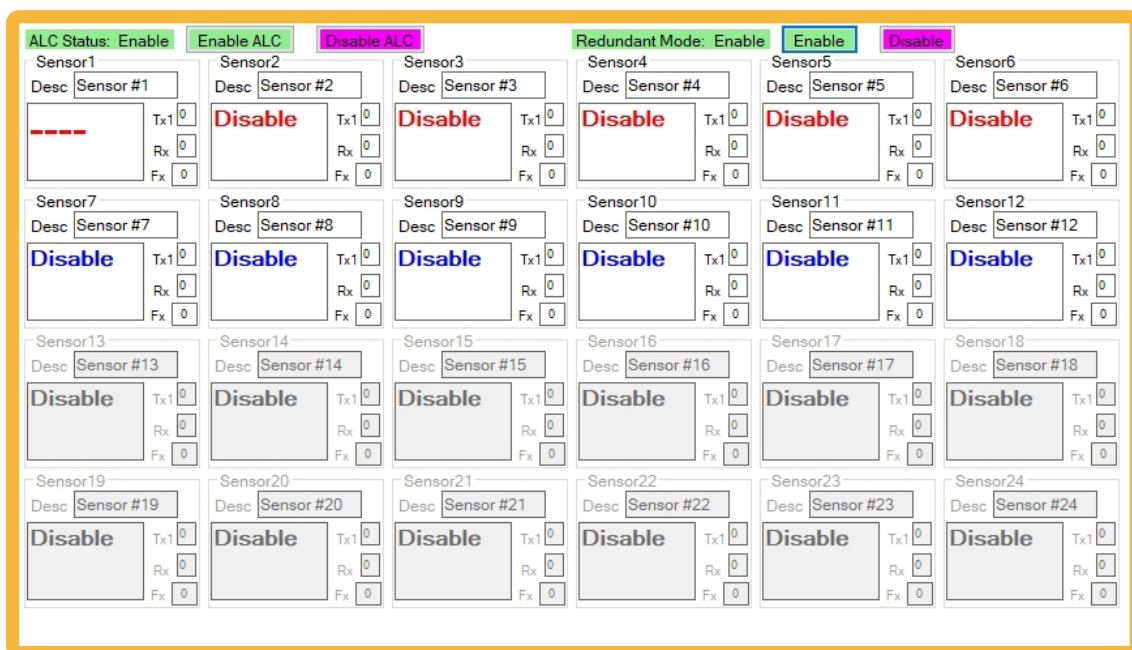 ALC Status: Enable Enable ALC Disable ALC Redundant Mode: Enable Enable Disable
Sensor1 Sensor2 Sensor3 Sensor4 Sensor5 Sensor6
Desc Sensor #1 Desc Sensor #2 Desc Sensor #3 Desc Sensor #4 Desc Sensor #5 Desc Sensor #6
---- Tx1 0 Disable Tx1 0 Disable Tx1 0 Disable Tx1 0 Disable Tx1 0 Disable Tx1 0
Rx 0 Rx 0 Rx 0 Rx 0 Rx 0 Rx 0
Fx 0 Fx 0 Fx 0 Fx 0 Fx 0 Fx 0
Sensor7 Sensor8 Sensor9 Sensor10 Sensor11 Sensor12
Desc Sensor #7 Desc Sensor #8 Desc Sensor #9 Desc Sensor #10 Desc Sensor #11 Desc Sensor #12
Disable Tx1 0 Disable Tx1 0 Disable Tx1 0 Disable Tx1 0 Disable Tx1 0 Disable Tx1 0
Rx 0 Rx 0 Rx 0 Rx 0 Rx 0 Rx 0
Fx 0 Fx 0 Fx 0 Fx 0 Fx 0 Fx 0
Sensor13 Sensor14 Sensor15 Sensor16 Sensor17 Sensor18
Desc Sensor #13 Desc Sensor #14 Desc Sensor #15 Desc Sensor #16 Desc Sensor #17 Desc Sensor #18
Disable Tx1 0 Disable Tx1 0 Disable Tx1 0 Disable Tx1 0 Disable Tx1 0 Disable Tx1 0
Rx 0 Rx 0 Rx 0 Rx 0 Rx 0 Rx 0
Fx 0 Fx 0 Fx 0 Fx 0 Fx 0 Fx 0
Sensor19 Sensor20 Sensor21 Sensor22 Sensor23 Sensor24
Desc Sensor #19 Desc Sensor #20 Desc Sensor #21 Desc Sensor #22 Desc Sensor #23 Desc Sensor #24
Disable Tx1 0 Disable Tx1 0 Disable Tx1 0 Disable Tx1 0 Disable Tx1 0 Disable Tx1 0
Rx 0 Rx 0 Rx 0 Rx 0 Rx 0 Rx 0
Fx 0 Fx 0 Fx 0 Fx 0 Fx 0 Fx 0